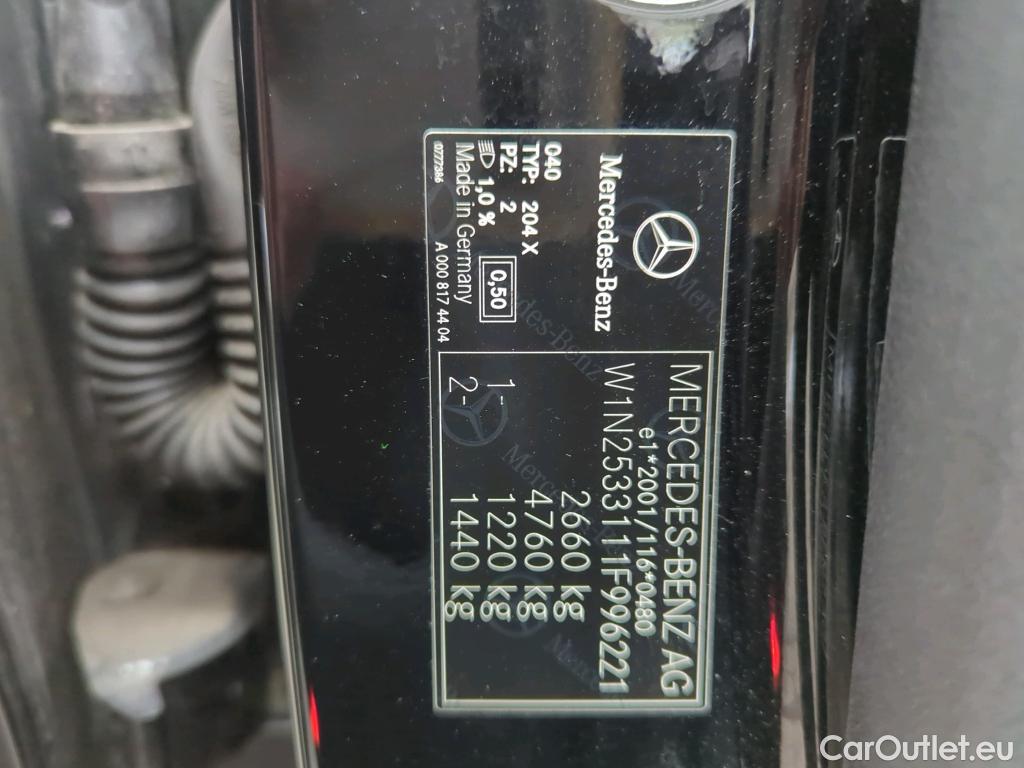 Mercedes-Benz
040
TYP: 204 X
PZ: 2
1,0 %
0,50
Made in Germany
0777386
A 000 817 44 04
MERCEDES-BENZ AG
e1*2001/116*0480
W1N2533111F996221
2660 kg
4760 kg
1- 1220 kg
2- 1440 kg
CarOutlet.eu